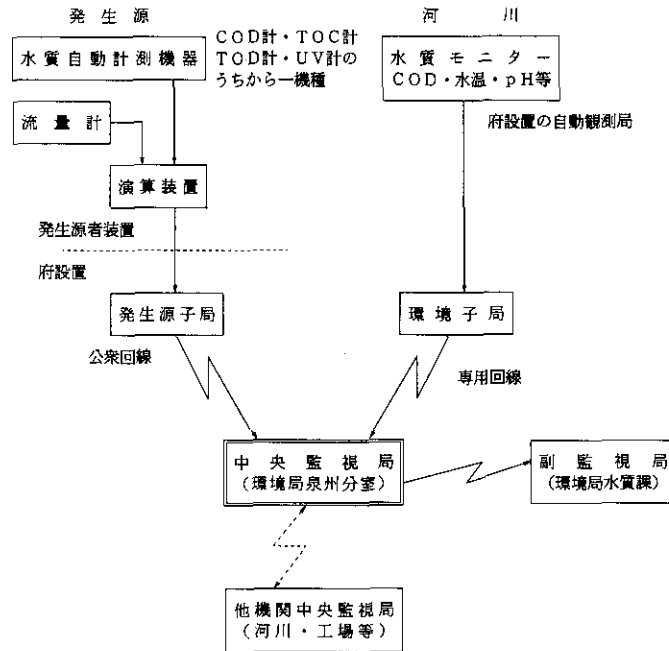 発生源
水質自動計測機器
COD計・TOC計
TOD計・UV計の
うちから一機種
流量計
演算装置
発生源者装置
府設置
発生源子局
公衆回線
河川
水質モニター
COD・水温・pH等
府設置の自動観測局
環境子局
専用回線
中央監視局
(環境局泉州分室)
副監視局
(環境局水質課)
他機関中央監視局
(河川・工場等)